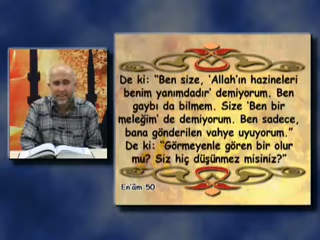 De ki: “Ben size, ‘Allah’ın hazineleri
benim yanımdadır’ demiyorum. Ben
gaybı da bilmem. Size ‘Ben bir
meleğim’ de demiyorum. Ben sadece,
bana gönderilen vahye uyuyorum.”
De ki: “Görmeyenle gören bir olur
mu? Siz hiç düşünmez misiniz?”
En'âm 50